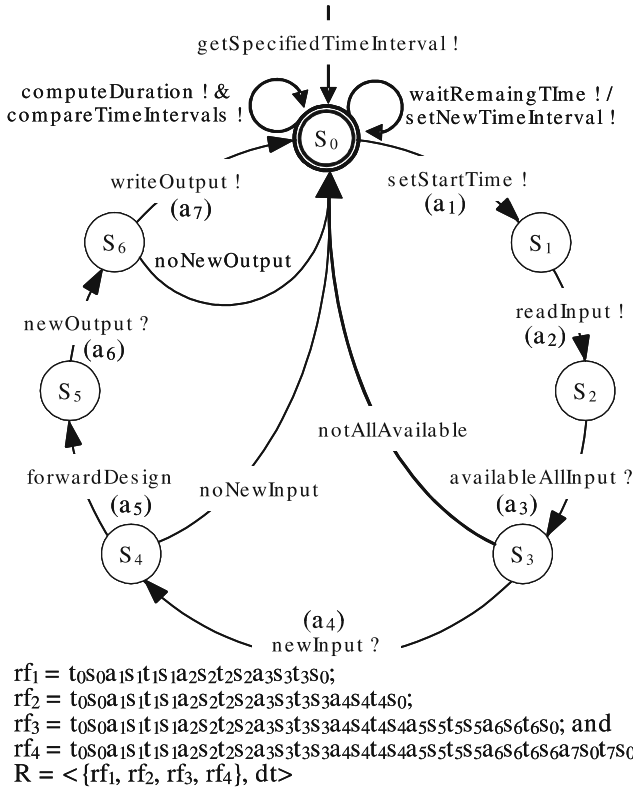 getSpecifiedTimeInterval !
computeDuration ! &
compareTimeIntervals !
waitRemaingTIme ! /
setNewTimeInterval !
S0
writeOutput !
(a7)
setStartTime !
(a1)
S6
S1
noNewOutput
readInput !
(a2)
newOutput ?
(a6)
S5
S2
notAllAvailable
forwardDesign
(a5)
noNewInput
availableAllInput ?
(a3)
S4
S3
(a4)
newInput ?
rf1 = t0s0a1s1t1s1a2s2t2s2a3s3t3s0;
rf2 = t0s0a1s1t1s1a2s2t2s2a3s3t3s3a4s4t4s0;
rf3 = t0s0a1s1t1s1a2s2t2s2a3s3t3s3a4s4t4s4a5s5t5s5a6s6t6s0; and
rf4 = t0s0a1s1t1s1a2s2t2s2a3s3t3s3a4s4t4s4a5s5t5s5a6s6t6s6a7s0t7s0
R = <{rf1, rf2, rf3, rf4}, dt>